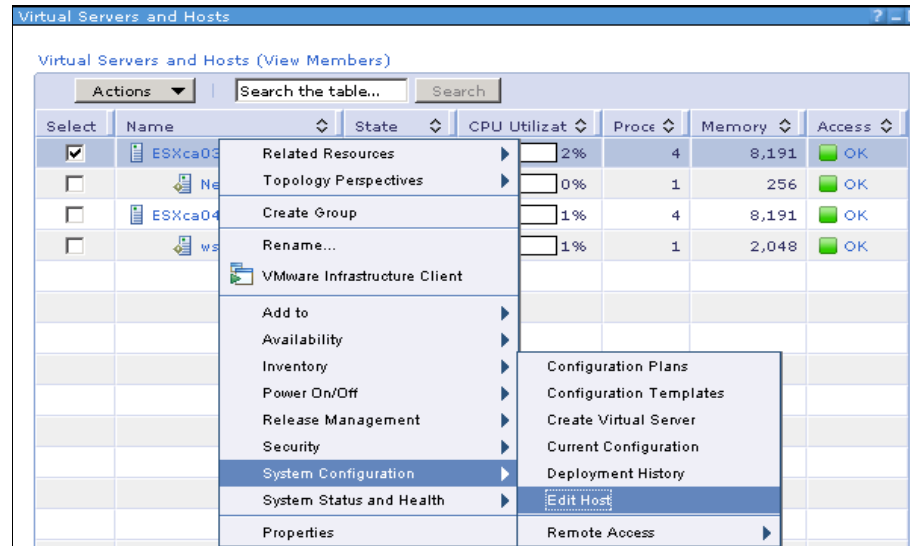 Virtual Servers and Hosts ?
Virtual Servers and Hosts (View Members)
Actions | Search the table... Search
Select Name State CPU Utilizat Proce Memory Access
ESXca03 2% 4 8,191 OK
Ne 0% 1 256 OK
ESXca04 1% 4 8,191 OK
ws 1% 1 2,048 OK
Related Resources
Topology Perspectives
Create Group
Rename...
VMware Infrastructure Client
Add to
Availability
Inventory
Power On/Off
Release Management
Security
System Configuration
System Status and Health
Properties
Configuration Plans
Configuration Templates
Create Virtual Server
Current Configuration
Deployment History
Edit Host
Remote Access